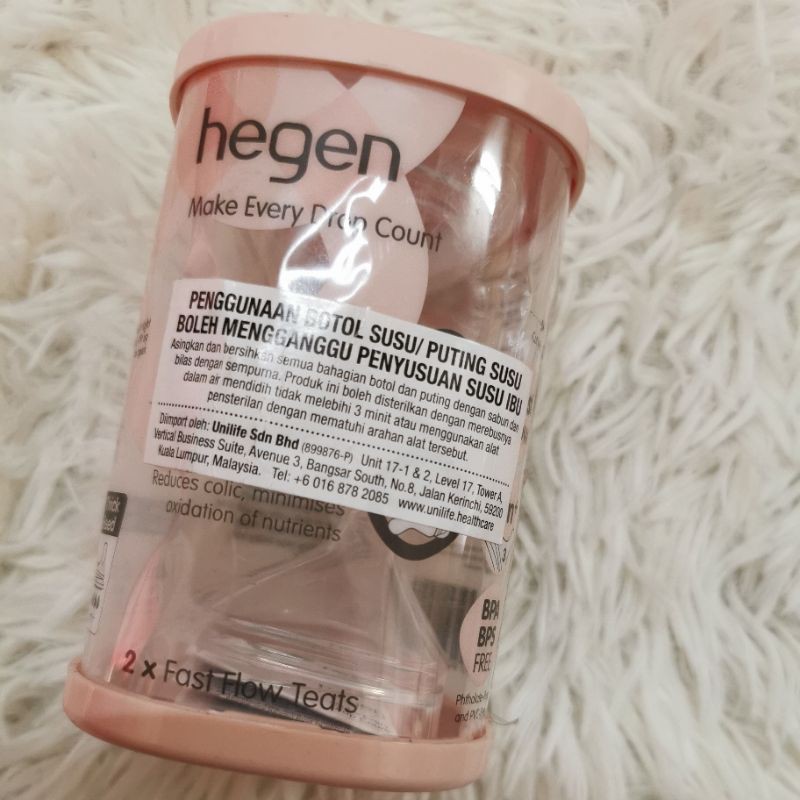 hegen
Make Every Drop Count
PENGGUNAAN BOTOL SUSU/ PUTING SUSU
BOLEH MENGGANGGU PENYUSUAN SUSU IBU
Asingkan dan bersihkan semua bahagian botol dan puting dengan sabun dan
bilas dengan sempurna. Produk ini boleh disterilkan dengan merebusnya
dalam air mendidih tidak melebihi 3 minit atau menggunakan alat
pensterilan dengan mematuhi arahan alat tersebut.
Diimport oleh: Unilife Sdn Bhd (899876-P) Unit 17-1 & 2, Level 17, Tower A,
Vertical Business Suite, Avenue 3, Bangsar South, No.8, Jalan Kerinchi, 59200
Kuala Lumpur, Malaysia. Tel: +6 016 878 2085 www.unilife.healthcare
Reduces colic, minimises
oxidation of nutrients
BPA
BPS
FREE
2 x Fast Flow Teats